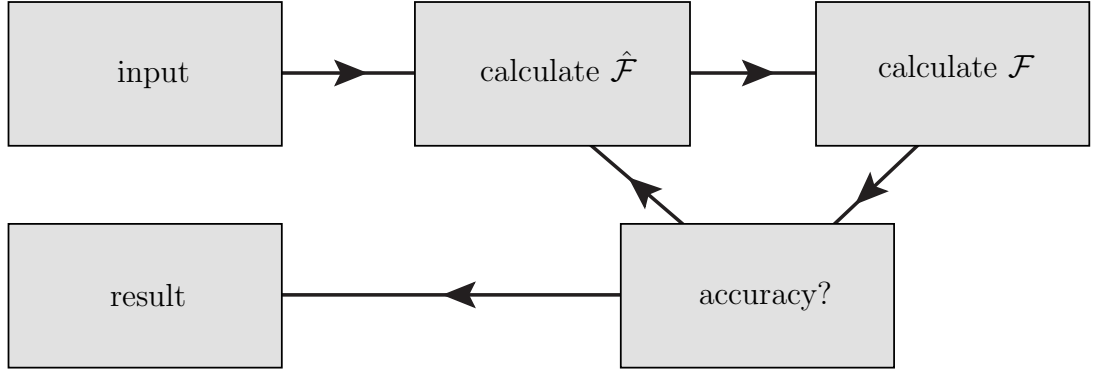 input
calculate $\hat{\mathcal{F}}$
calculate $\mathcal{F}$
result
accuracy?